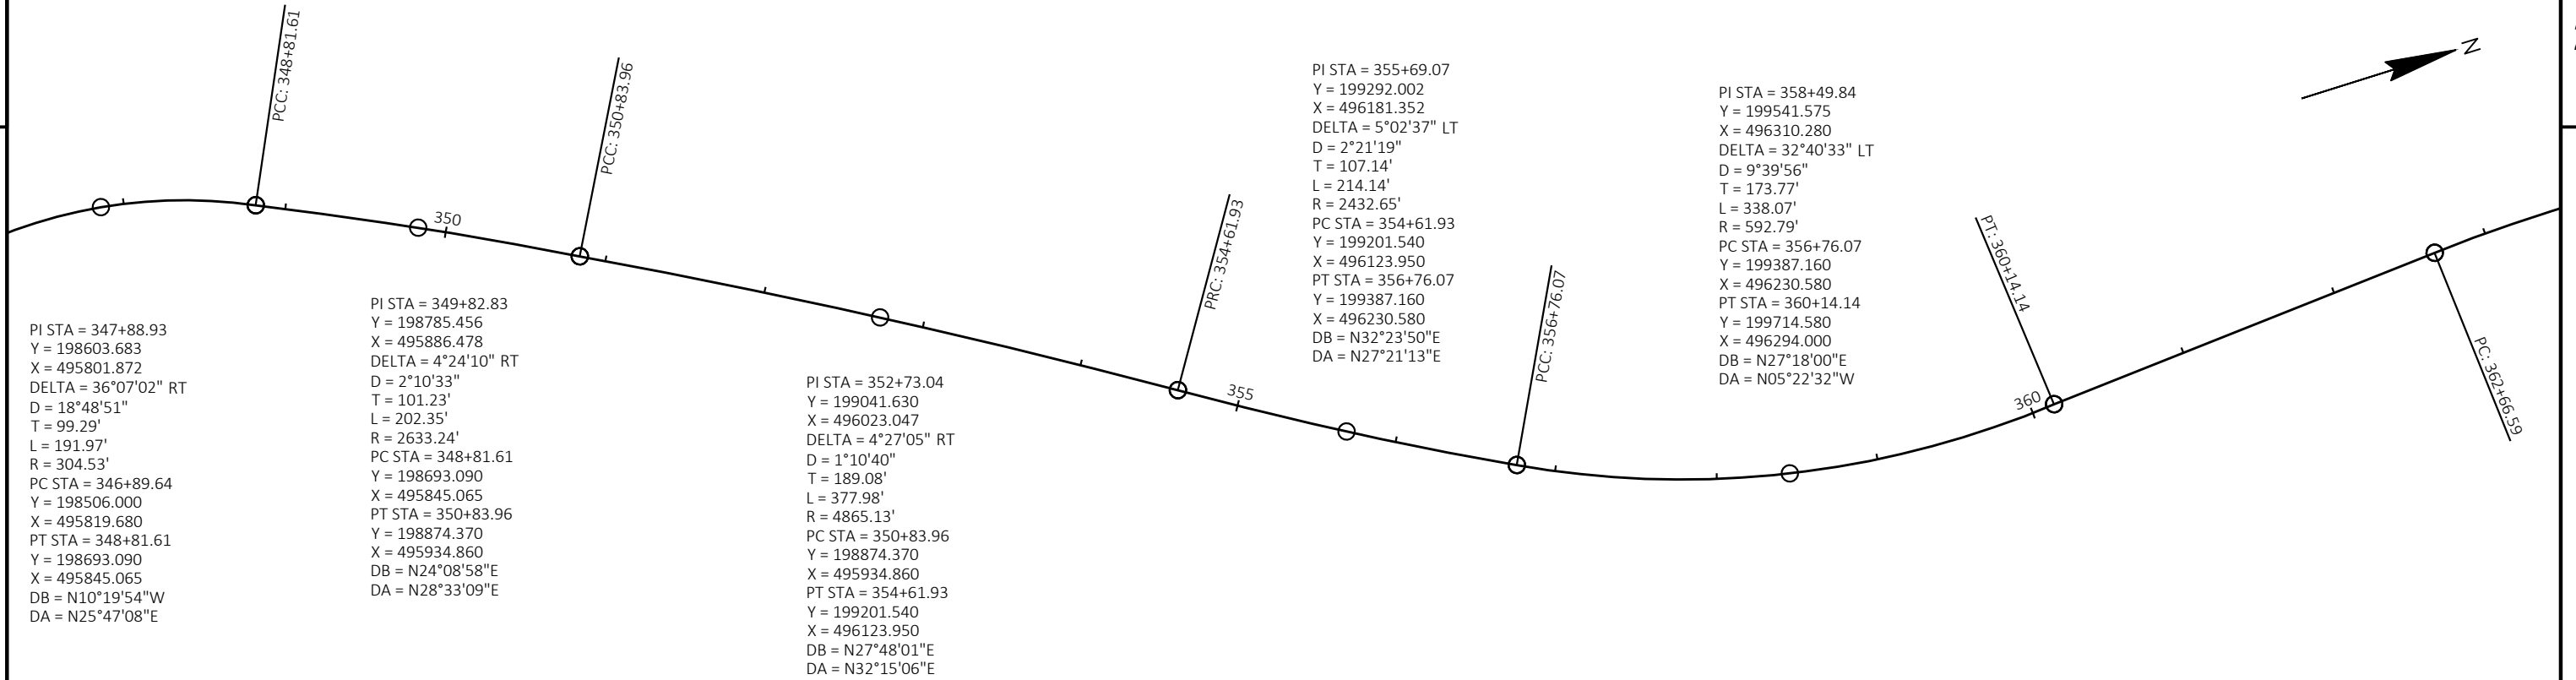 PCC: 348+81.61
PCC: 350+83.96
PRC: 354+61.93
PCC: 356+76.07
PT: 360+14.14
PC: 362+66.59
N
350
355
360
PI STA = 347+88.93
Y = 198603.683
X = 495801.872
DELTA = 36°07'02" RT
D = 18°48'51"
T = 99.29'
L = 191.97'
R = 304.53'
PC STA = 346+89.64
Y = 198506.000
X = 495819.680
PT STA = 348+81.61
Y = 198693.090
X = 495845.065
DB = N10°19'54"W
DA = N25°47'08"E
PI STA = 349+82.83
Y = 198785.456
X = 495886.478
DELTA = 4°24'10" RT
D = 2°10'33"
T = 101.23'
L = 202.35'
R = 2633.24'
PC STA = 348+81.61
Y = 198693.090
X = 495845.065
PT STA = 350+83.96
Y = 198874.370
X = 495934.860
DB = N24°08'58"E
DA = N28°33'09"E
PI STA = 352+73.04
Y = 199041.630
X = 496023.047
DELTA = 4°27'05" RT
D = 1°10'40"
T = 189.08'
L = 377.98'
R = 4865.13'
PC STA = 350+83.96
Y = 198874.370
X = 495934.860
PT STA = 354+61.93
Y = 199201.540
X = 496123.950
DB = N27°48'01"E
DA = N32°15'06"E
PI STA = 355+69.07
Y = 199292.002
X = 496181.352
DELTA = 5°02'37" LT
D = 2°21'19"
T = 107.14'
L = 214.14'
R = 2432.65'
PC STA = 354+61.93
Y = 199201.540
X = 496123.950
PT STA = 356+76.07
Y = 199387.160
X = 496230.580
DB = N32°23'50"E
DA = N27°21'13"E
PI STA = 358+49.84
Y = 199541.575
X = 496310.280
DELTA = 32°40'33" LT
D = 9°39'56"
T = 173.77'
L = 338.07'
R = 592.79'
PC STA = 356+76.07
Y = 199387.160
X = 496230.580
PT STA = 360+14.14
Y = 199714.580
X = 496294.000
DB = N27°18'00"E
DA = N05°22'32"W